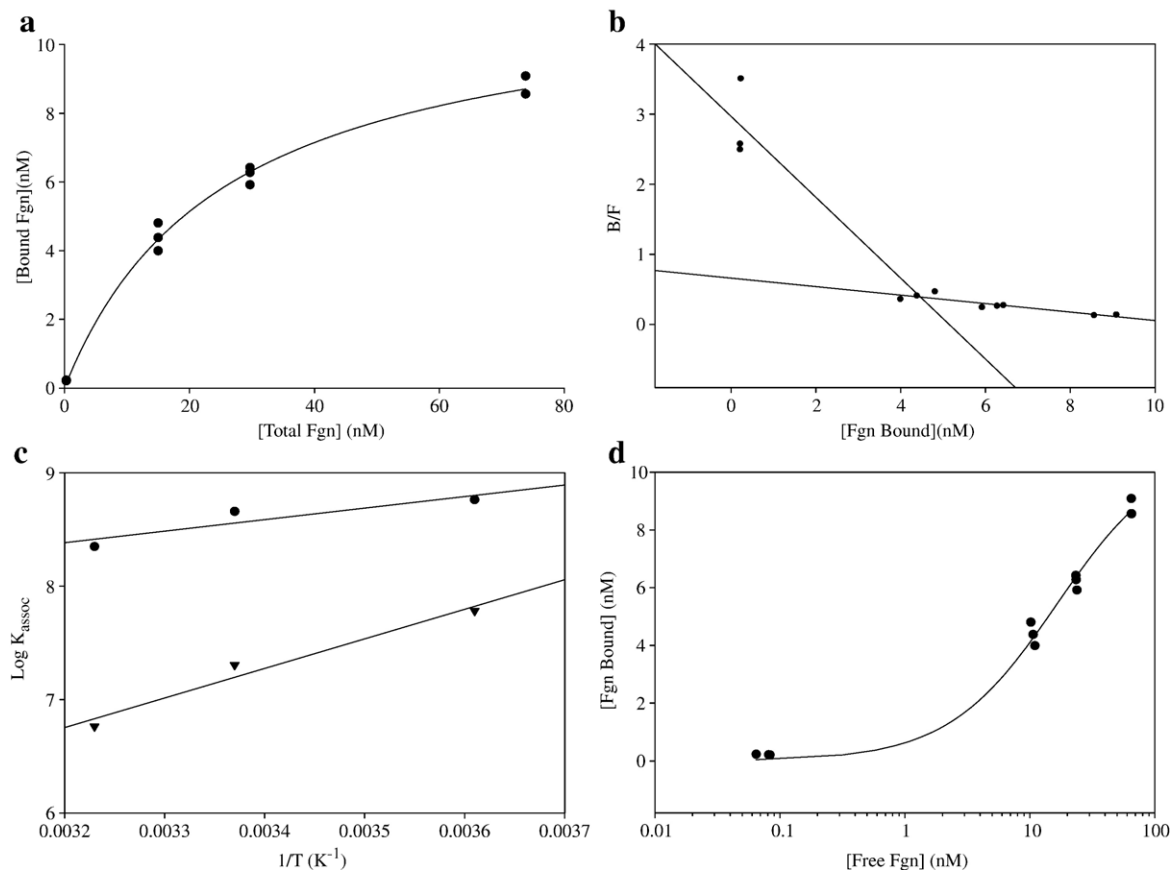 a
[Bound Fgn](nM)
10
8
6
4
2
0
0 20 40 60 80
[Total Fgn] (nM)
b
B/F
4
3
2
1
0
0 2 4 6 8 10
[Fgn Bound](nM)
c
Log K_assoc
9
8
7
6
0.0032 0.0033 0.0034 0.0035 0.0036 0.0037
1/T (K⁻¹)
d
[Fgn Bound] (nM)
10
8
6
4
2
0
0.01 0.1 1 10 100
[Free Fgn] (nM)